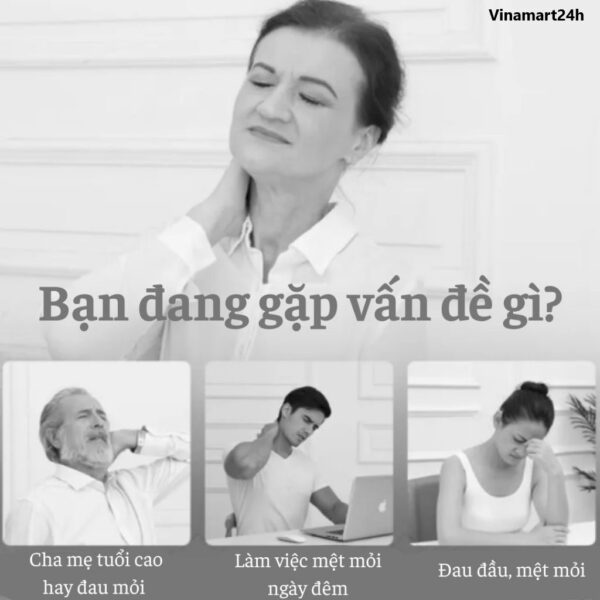 Vinamart24h
Bạn đang gặp vấn đề gì?
Cha mẹ tuổi cao
hay đau mỏi
Làm việc mệt mỏi
ngày đêm
Đau đầu, mệt mỏi